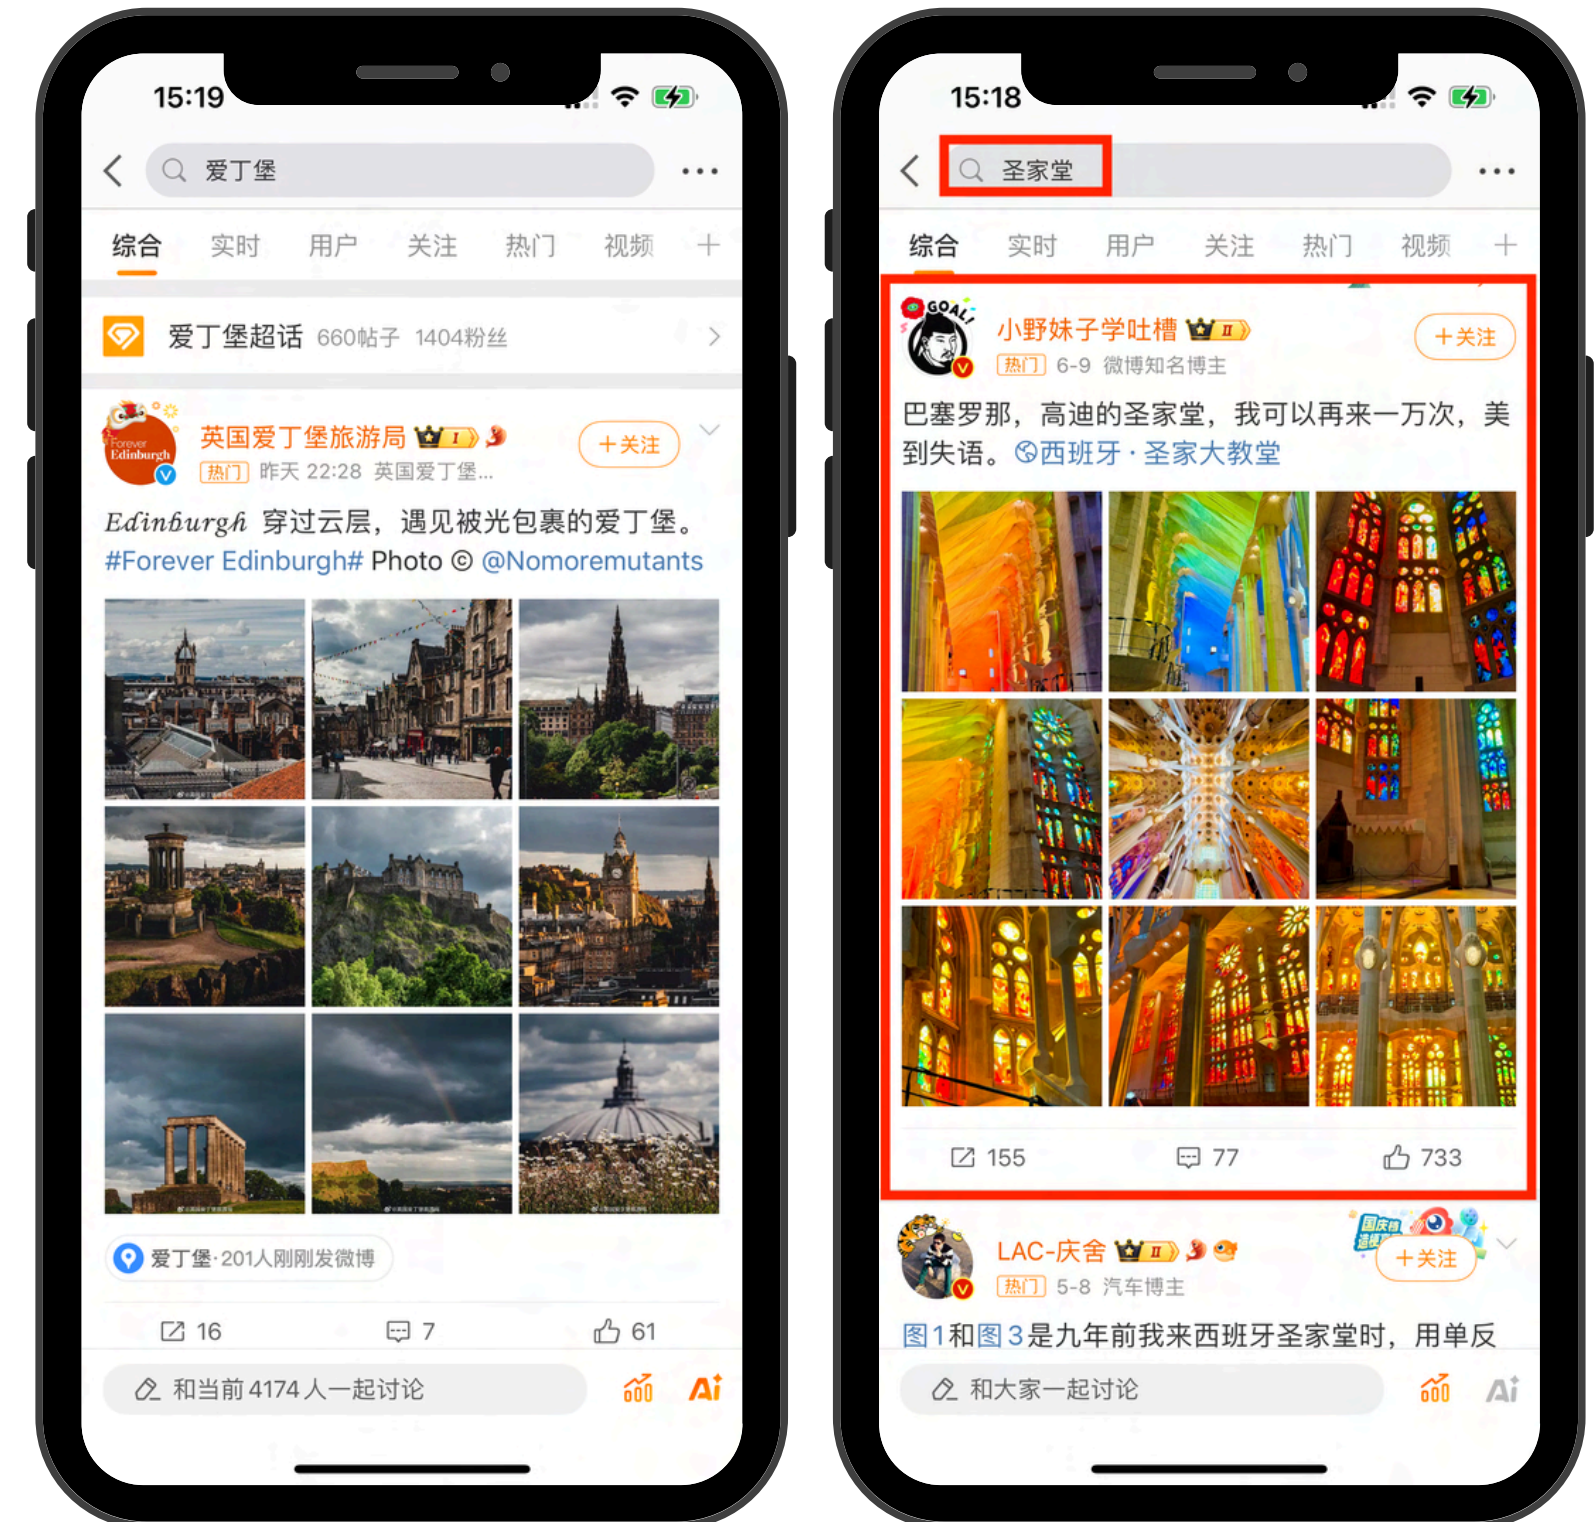 15:19
爱丁堡
综合 实时 用户 关注 热门 视频
爱丁堡超话 660帖子 1404粉丝
Forever
Edinburgh
英国爱丁堡旅游局 I
+关注
热门 昨天 22:28 英国爱丁堡...
Edinburgh 穿过云层，遇见被光包裹的爱丁堡。
#Forever Edinburgh# Photo © @Nomoremutants
爱丁堡·201人刚刚发微博
16 7 61
和当前4174人一起讨论
Ai
15:18
圣家堂
综合 实时 用户 关注 热门 视频
GOAL!
小野妹子学吐槽 II
+关注
热门 6-9 微博知名博主
巴塞罗那，高迪的圣家堂，我可以再来一万次，美
到失语。西班牙·圣家大教堂
155 77 733
国庆档
LAC-庆舍 II
+关注
热门 5-8 汽车博主
图1和图3是九年前我来西班牙圣家堂时，用单反
和大家一起讨论
Ai